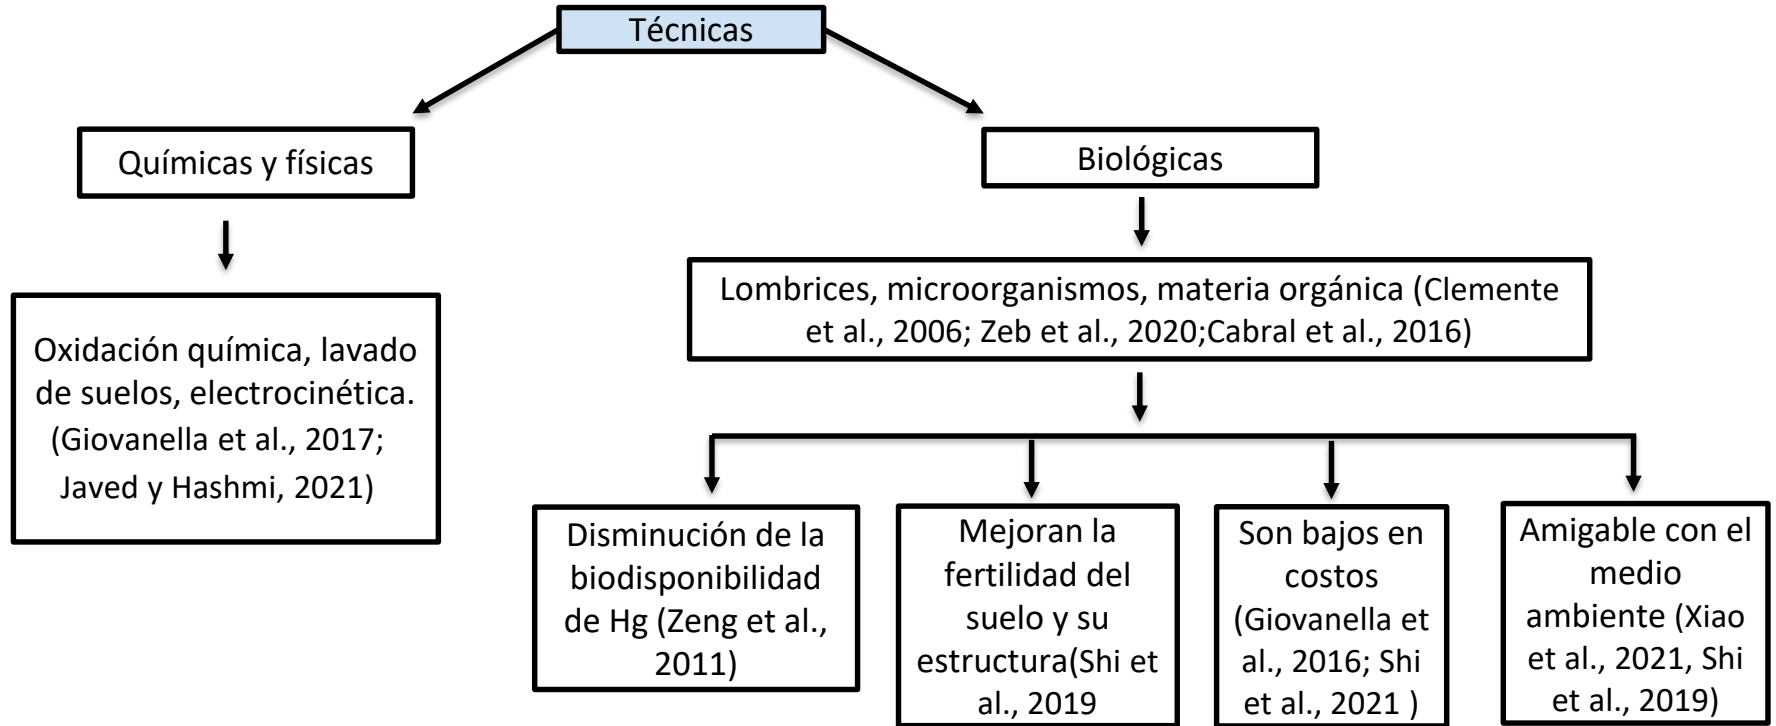 Técnicas
Químicas y físicas
Biológicas
Oxidación química, lavado
de suelos, electrocinética.
(Giovanella et al., 2017;
Javed y Hashmi, 2021)
Lombrices, microorganismos, materia orgánica (Clemente
et al., 2006; Zeb et al., 2020;Cabral et al., 2016)
Disminución de la
biodisponibilidad
de Hg (Zeng et al.,
2011)
Mejoran la
fertilidad del
suelo y su
estructura(Shi et
al., 2019
Son bajos en
costos
(Giovanella et
al., 2016; Shi
et al., 2021 )
Amigable con el
medio
ambiente (Xiao
et al., 2021, Shi
et al., 2019)